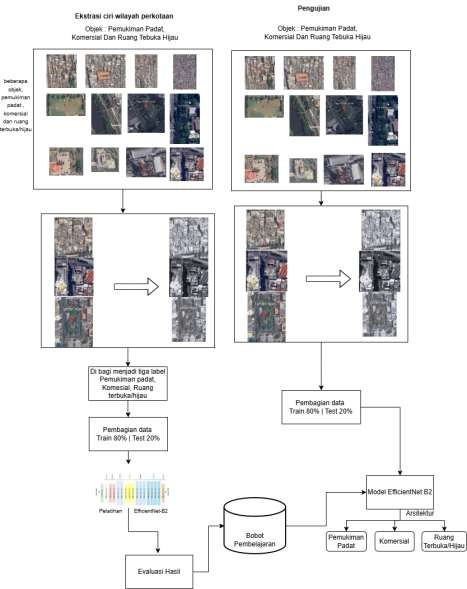 Ekstrasi ciri wilayah perkotaan
Objek : Pemukiman Padat,
Komersial Dan Ruang Tebuka Hijau
beberapa
objek,
pemukiman
padat ,
komersial
dan ruang
terbuka/hijau
Di bagi menjadi tiga label
Pemukiman padat,
Komesial, Ruang
terbuka/hijau
Pembagian data
Train 80% | Test 20%
Pelatihan EfficientNet-B2
Evaluasi Hasil
Bobot
Pembelajaran
Pengujian
Objek : Pemukiman Padat,
Komersial Dan Ruang Tebuka Hijau
Pembagian data
Train 80% | Test 20%
Model EfficientNet B2
Arsitektur
Pemukiman
Padat
Komersial
Ruang
Terbuka/Hijau